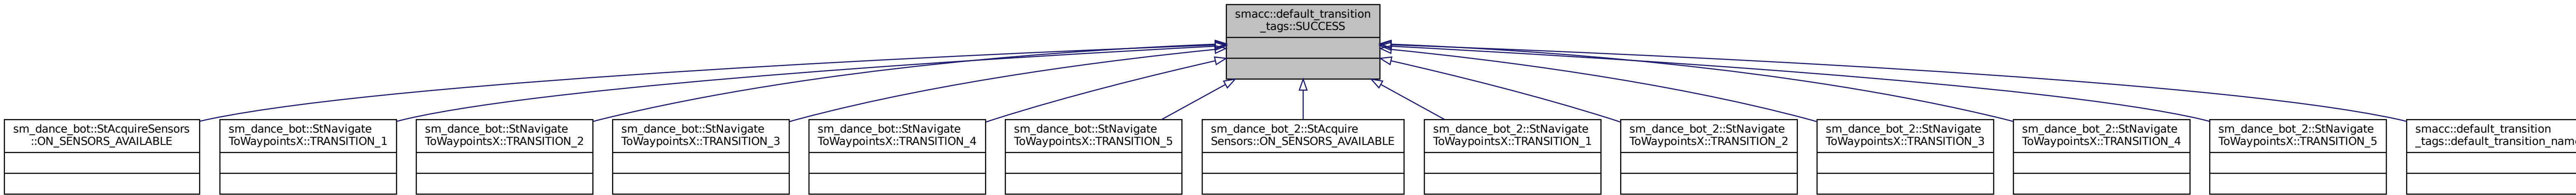 smacc::default_transition
_tags::SUCCESS
sm_dance_bot::StAcquireSensors
::ON_SENSORS_AVAILABLE
sm_dance_bot::StNavigate
ToWaypointsX::TRANSITION_1
sm_dance_bot::StNavigate
ToWaypointsX::TRANSITION_2
sm_dance_bot::StNavigate
ToWaypointsX::TRANSITION_3
sm_dance_bot::StNavigate
ToWaypointsX::TRANSITION_4
sm_dance_bot::StNavigate
ToWaypointsX::TRANSITION_5
sm_dance_bot_2::StAcquire
Sensors::ON_SENSORS_AVAILABLE
sm_dance_bot_2::StNavigate
ToWaypointsX::TRANSITION_1
sm_dance_bot_2::StNavigate
ToWaypointsX::TRANSITION_2
sm_dance_bot_2::StNavigate
ToWaypointsX::TRANSITION_3
sm_dance_bot_2::StNavigate
ToWaypointsX::TRANSITION_4
sm_dance_bot_2::StNavigate
ToWaypointsX::TRANSITION_5
smacc::default_transition
_tags::default_transition_nam